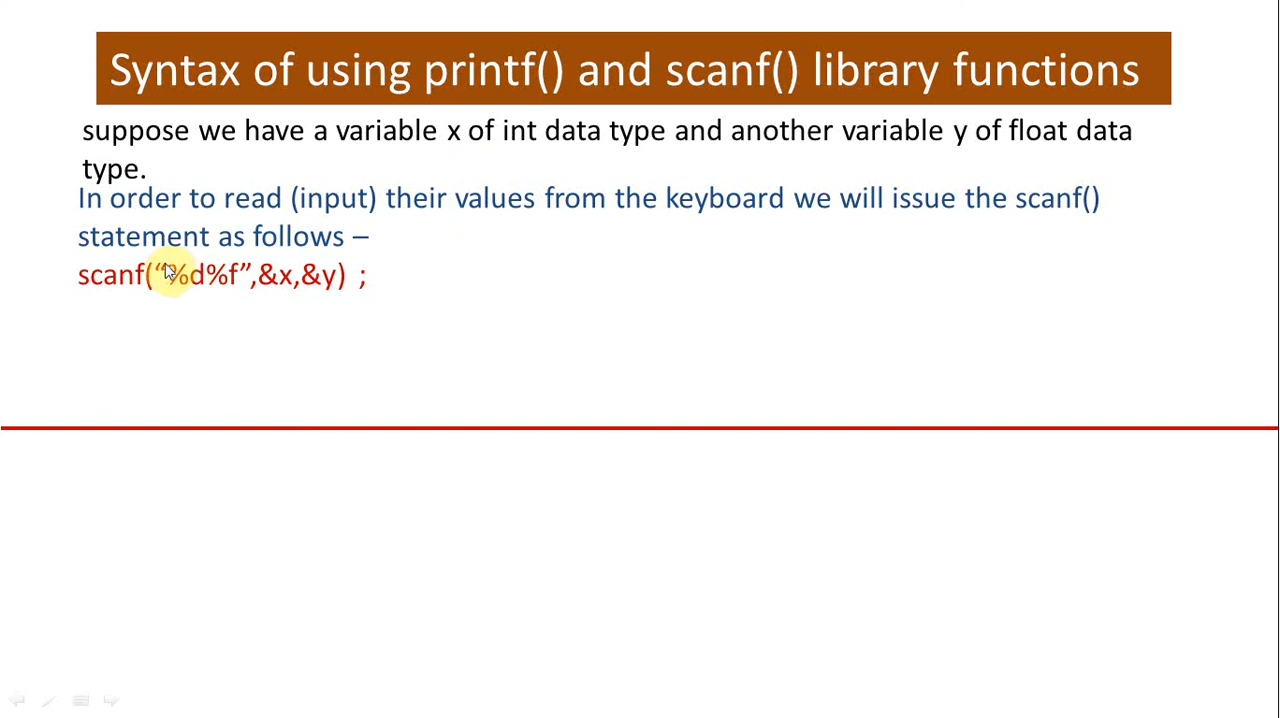 Syntax of using printf() and scanf() library functions
suppose we have a variable x of int data type and another variable y of float data
type.
In order to read (input) their values from the keyboard we will issue the scanf()
statement as follows –
scanf(“%d%f”,&x,&y) ;